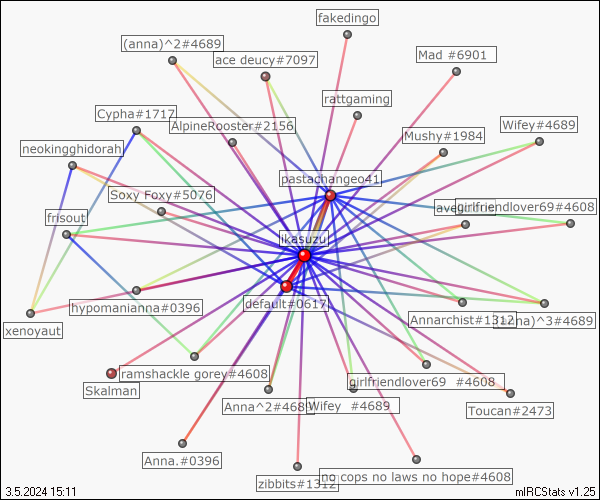 fakedingo
(anna)^2#4689
ace deucy#7097
Mad #6901
rattgaming
Cypha#1717
AlpineRooster#2156
Mushy#1984
Wifey#4689
neokingghidorah
pastachangeo41
Soxy Foxy#5076
girlfriendlover69#4608
frisout
likasuzu
default#0617
hypomanianna#0396
Annarchist#1312
)^3#4689
xenoyaut
ramshackle gorey#4608
girlfriendlover69 #4608
Skalman
Anna^2#4689
Wifey #4689
Toucan#2473
Anna.#0396
zibbits#1312
no cops no laws no hope#4608
3.5.2024 15:11
mIRCStats v1.25